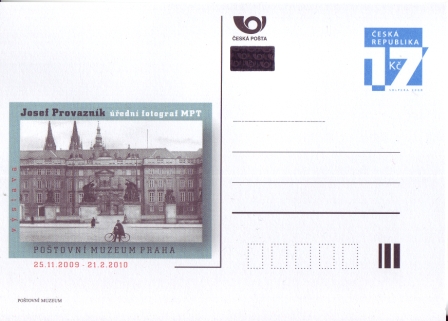 ČESKÁ POŠTA
ČESKÁ
REPUBLIKA
17
Kč
Josef Provazník úřední fotograf MPT
POŠTOVNÍ MUZEUM PRAHA
25.11.2009 - 21.2.2010
POŠTOVNÍ MUZEUM